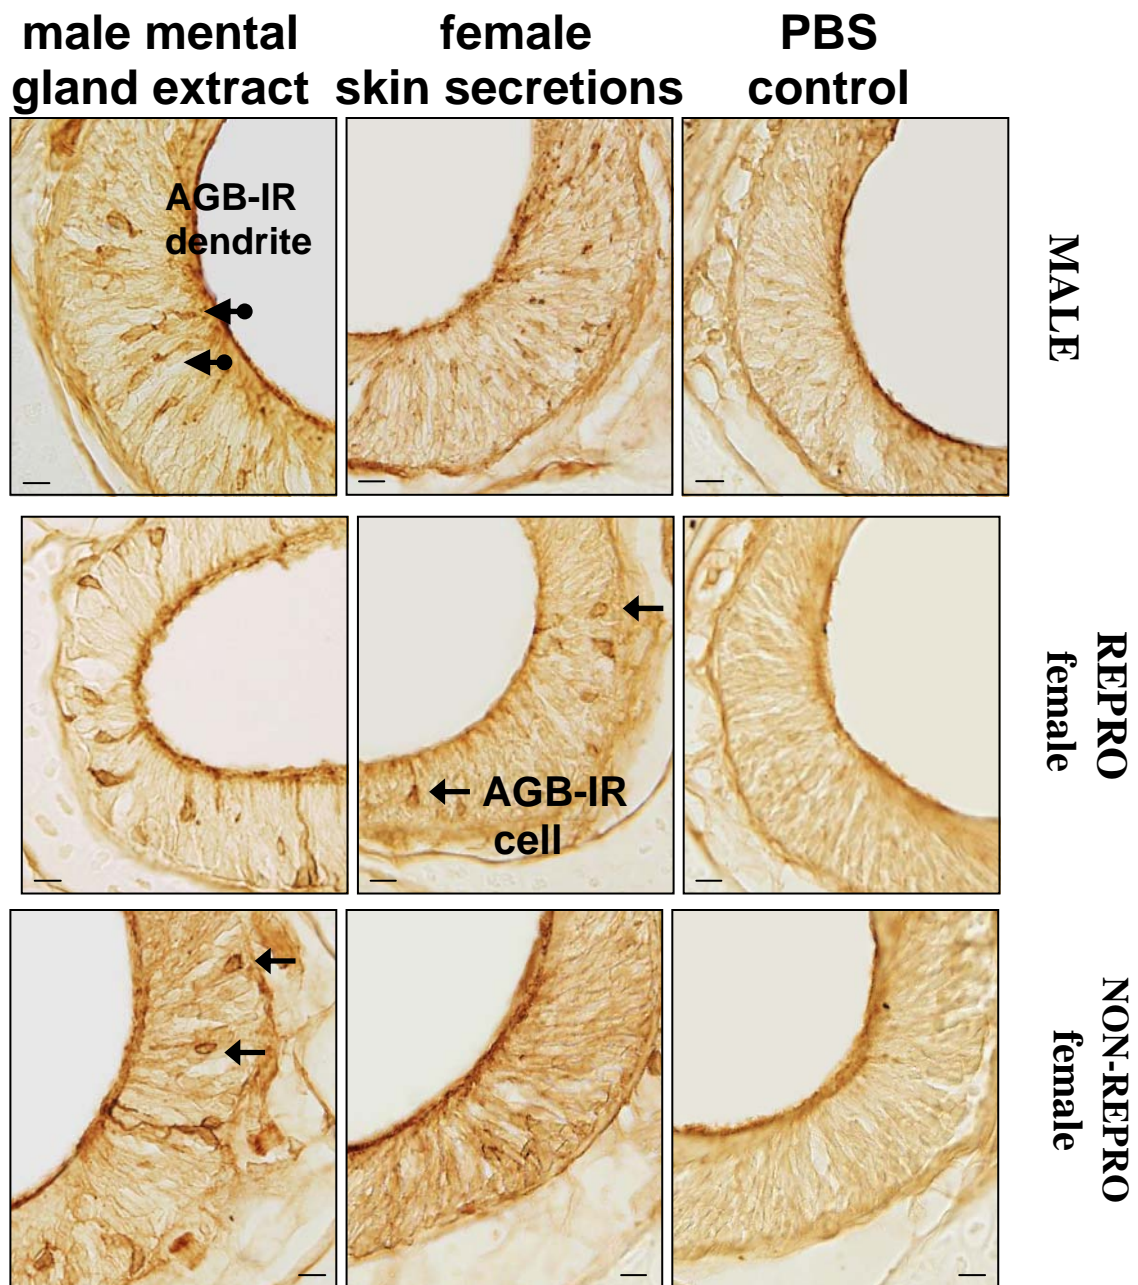 male mental
gland extract
female
skin secretions
PBS
control
AGB-IR
dendrite
MALE
AGB-IR
cell
REPRO
female
NON-REPRO
female